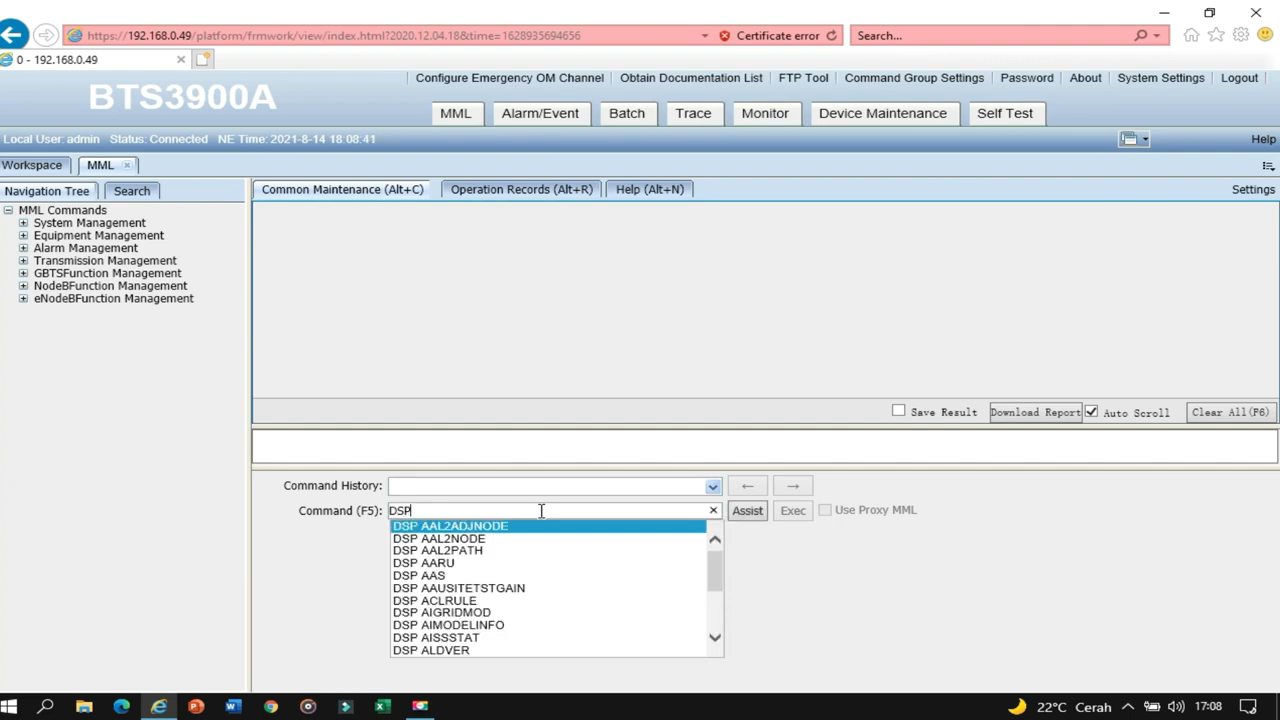 https://192.168.0.49/platform/frmwork/view/index.html?2020.12.04.18&time=1628935694656
Certificate error
Search...
0 - 192.168.0.49
Configure Emergency OM Channel
Obtain Documentation List
FTP Tool
Command Group Settings
Password
About
System Settings
Logout
BTS3900A
MML
Alarm/Event
Batch
Trace
Monitor
Device Maintenance
Self Test
Local User: admin Status: Connected NE Time: 2021-8-14 18:08:41
Help
Workspace
MML
Navigation Tree
Search
Common Maintenance (Alt+C)
Operation Records (Alt+R)
Help (Alt+N)
Settings
MML Commands
System Management
Equipment Management
Alarm Management
Transmission Management
GBTSFunction Management
NodeBFunction Management
eNodeBFunction Management
Save Result
Download Report
Auto Scroll
Clear All(F6)
Command History:
Command (F5):
DSP
Assist
Exec
Use Proxy MML
DSP AAL2ADJNODE
DSP AAL2NODE
DSP AAL2PATH
DSP AARU
DSP AAS
DSP AAUSITETSTGAIN
DSP ACLRULE
DSP AIGRIDMOD
DSP AIMODELINFO
DSP AISSSTAT
DSP ALDVER
22°C Cerah
17:08